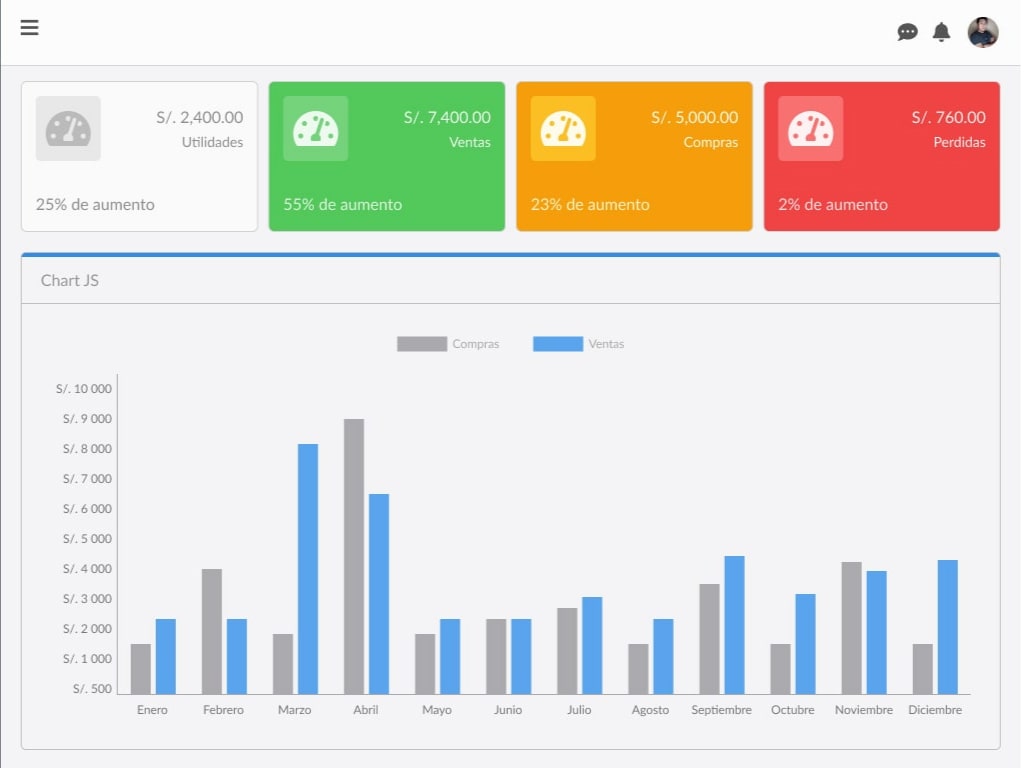 S/. 2,400.00
Utilidades
25% de aumento
S/. 7,400.00
Ventas
55% de aumento
S/. 5,000.00
Compras
23% de aumento
S/. 760.00
Perdidas
2% de aumento
Chart JS
Compras
Ventas
S/. 10 000
S/. 9 000
S/. 8 000
S/. 7 000
S/. 6 000
S/. 5 000
S/. 4 000
S/. 3 000
S/. 2 000
S/. 1 000
S/. 500
Enero
Febrero
Marzo
Abril
Mayo
Junio
Julio
Agosto
Septiembre
Octubre
Noviembre
Diciembre